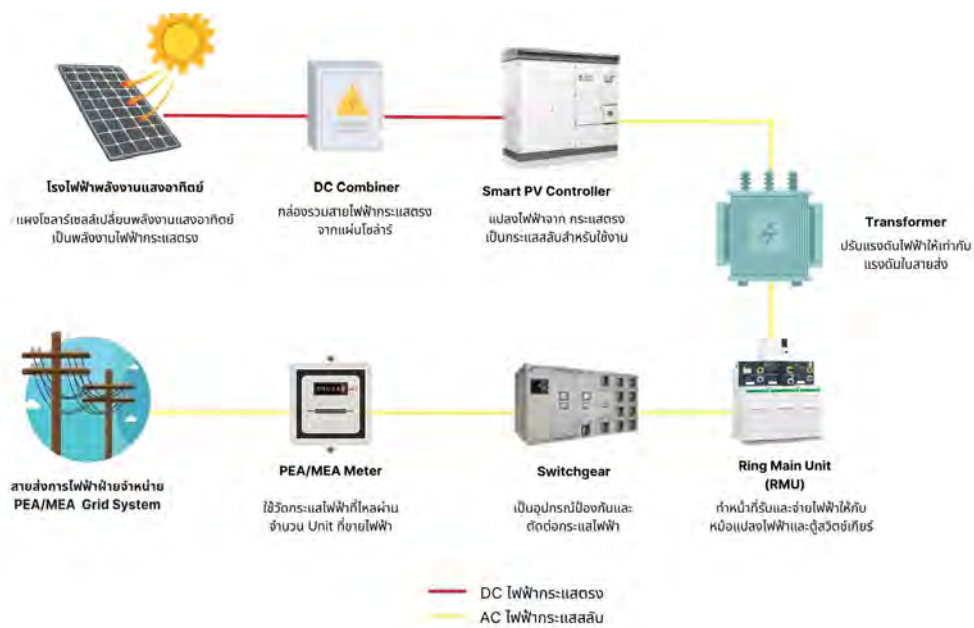 โรงไฟฟ้าพลังงานแสงอาทิตย์
แผงโซลาร์เซลล์เปลี่ยนพลังงานแสงอาทิตย์
เป็นพลังงานไฟฟ้ากระแสตรง
DC Combiner
กล่องรวมสายไฟฟ้ากระแสตรง
จากแผ่นโซล่าร์
Smart PV Controller
แปลงไฟฟ้าจาก กระแสตรง
เป็นกระแสสลับสำหรับใช้งาน
Transformer
ปรับแรงดันไฟฟ้าให้เท่ากับ
แรงดันในสายส่ง
สายส่งการไฟฟ้าฝ่ายจำหน่าย
PEA/MEA Grid System
PEA/MEA Meter
ใช้วัดกระแสไฟฟ้าที่ไหลผ่าน
จำนวน Unit ที่ขายไฟฟ้า
Switchgear
เป็นอุปกรณ์ป้องกันและ
ตัดต่อกระแสไฟฟ้า
Ring Main Unit
(RMU)
ทำหน้าที่รับและจ่ายไฟฟ้าให้กับ
หม้อแปลงไฟฟ้าและตู้สวิตช์เกียร์
DC ไฟฟ้ากระแสตรง
AC ไฟฟ้ากระแสสลับ